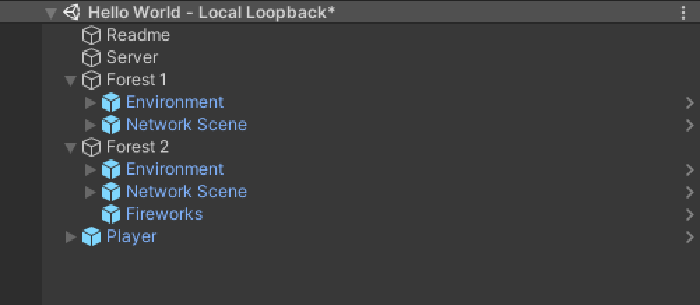 Hello World - Local Loopback*
Readme
Server
Forest 1
Environment
Network Scene
Forest 2
Environment
Network Scene
Fireworks
Player